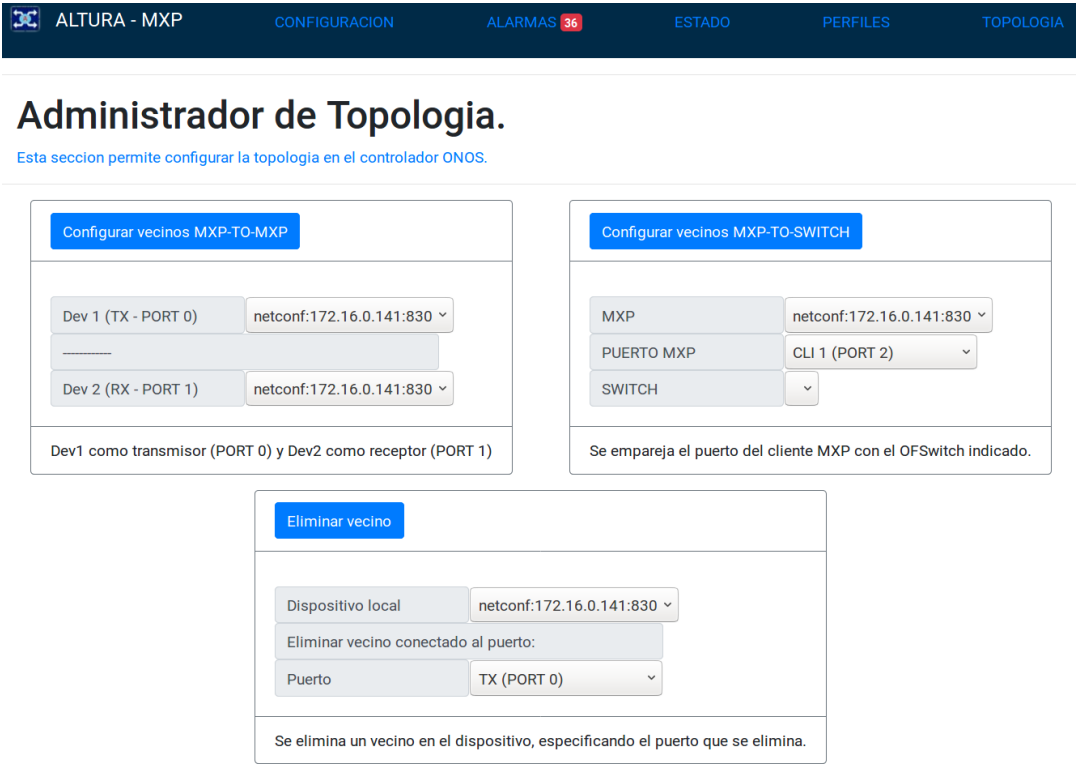 ALTURA - MXP CONFIGURACION ALARMAS 36 ESTADO PERFILES TOPOLOGIA
Administrador de Topologia.
Esta seccion permite configurar la topologia en el controlador ONOS.
Configurar vecinos MXP-TO-MXP
Dev 1 (TX - PORT 0) netconf:172.16.0.141:830
------------
Dev 2 (RX - PORT 1) netconf:172.16.0.141:830
Dev1 como transmisor (PORT 0) y Dev2 como receptor (PORT 1)
Configurar vecinos MXP-TO-SWITCH
MXP netconf:172.16.0.141:830
PUERTO MXP CLI 1 (PORT 2)
SWITCH
Se empareja el puerto del cliente MXP con el OFSwitch indicado.
Eliminar vecino
Dispositivo local netconf:172.16.0.141:830
Eliminar vecino conectado al puerto:
Puerto TX (PORT 0)
Se elimina un vecino en el dispositivo, especificando el puerto que se elimina.